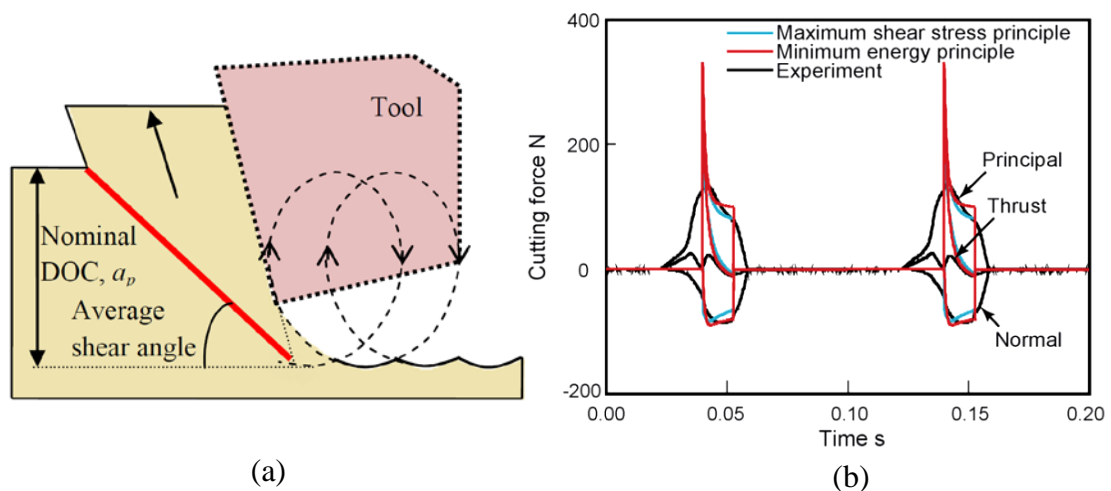 Tool
Nominal
DOC, aₚ
Average
shear angle
(a)
Maximum shear stress principle
Minimum energy principle
Experiment
Principal
Thrust
Normal
Cutting force N
400
200
0
-200
0.00
0.05
0.10
0.15
0.20
Time s
(b)